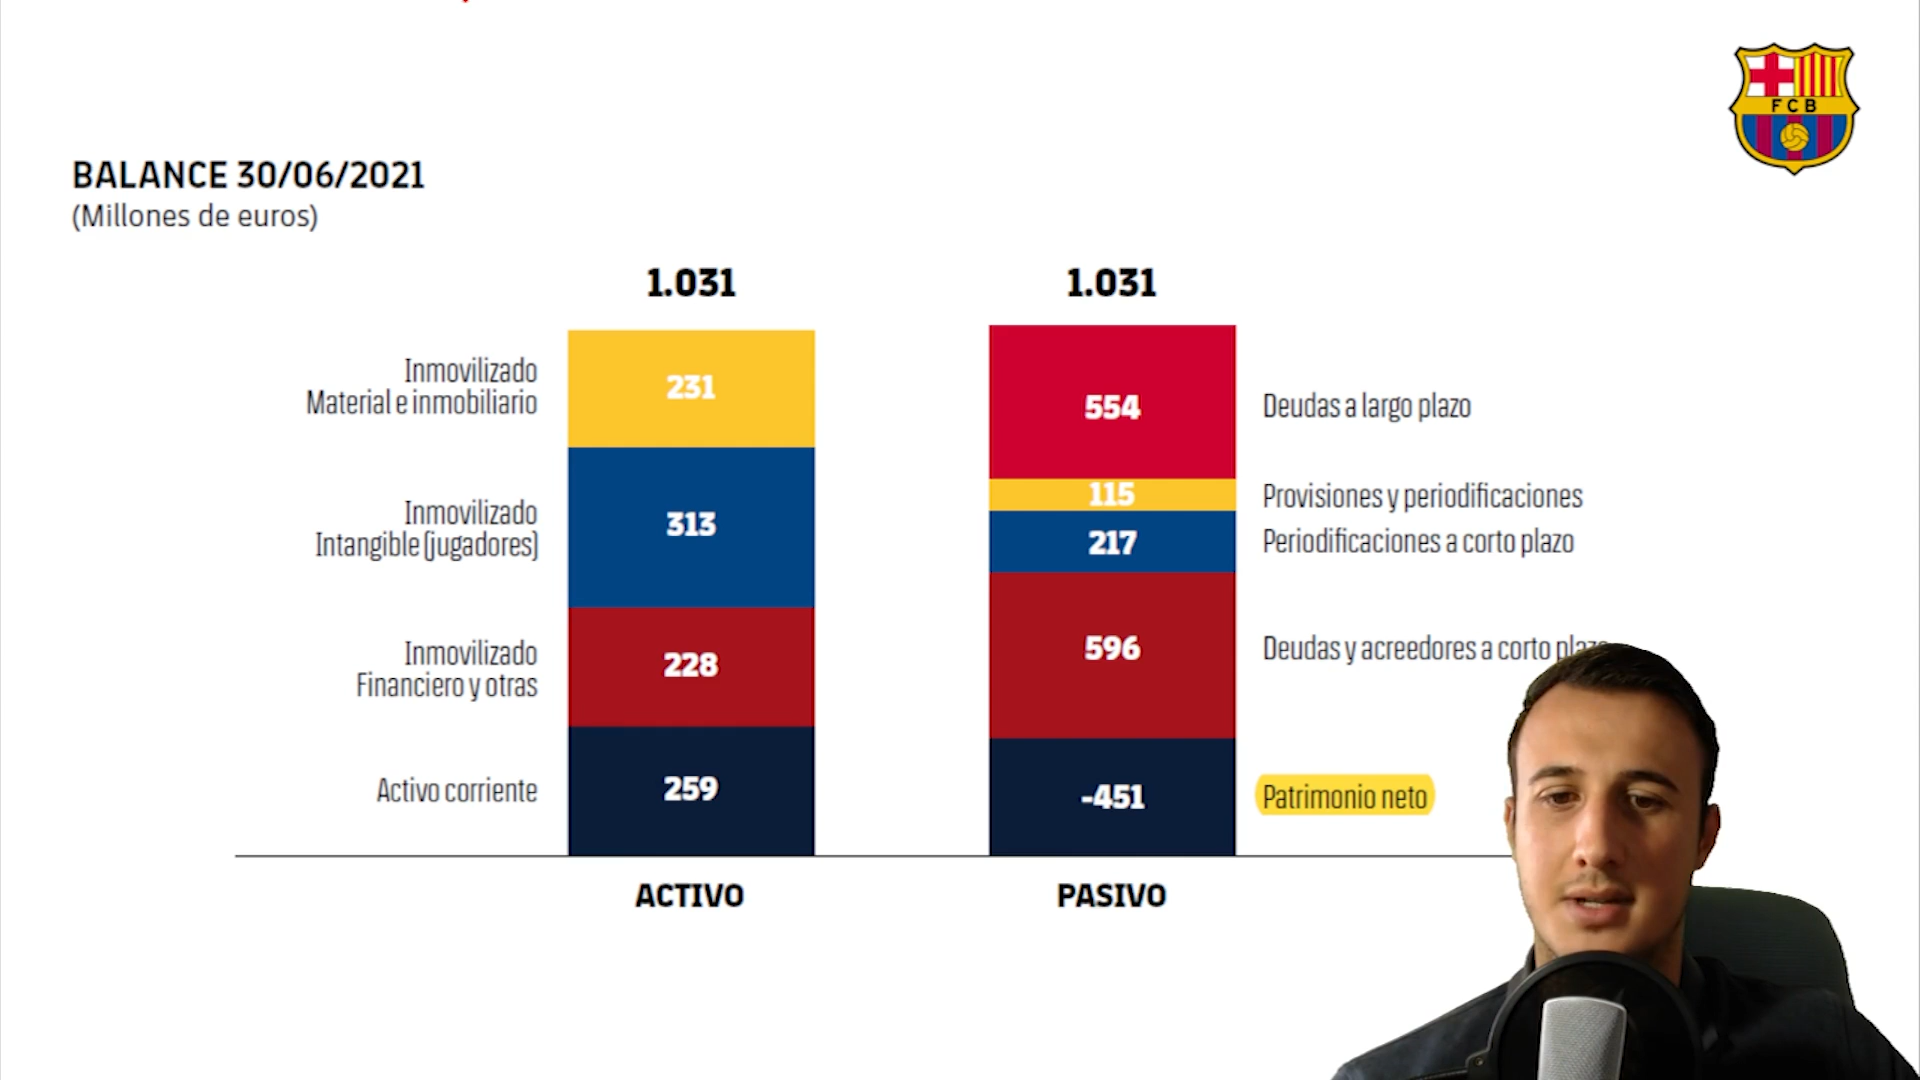 FCB
BALANCE 30/06/2021
(Millones de euros)
1.031
1.031
Inmovilizado
Material e inmobiliario
231
554
Deudas a largo plazo
115
Provisiones y periodificaciones
Inmovilizado
Intangible (jugadores)
313
217
Periodificaciones a corto plazo
Inmovilizado
Financiero y otras
228
596
Deudas y acreedores a corto plazo
Activo corriente
259
-451
Patrimonio neto
ACTIVO
PASIVO